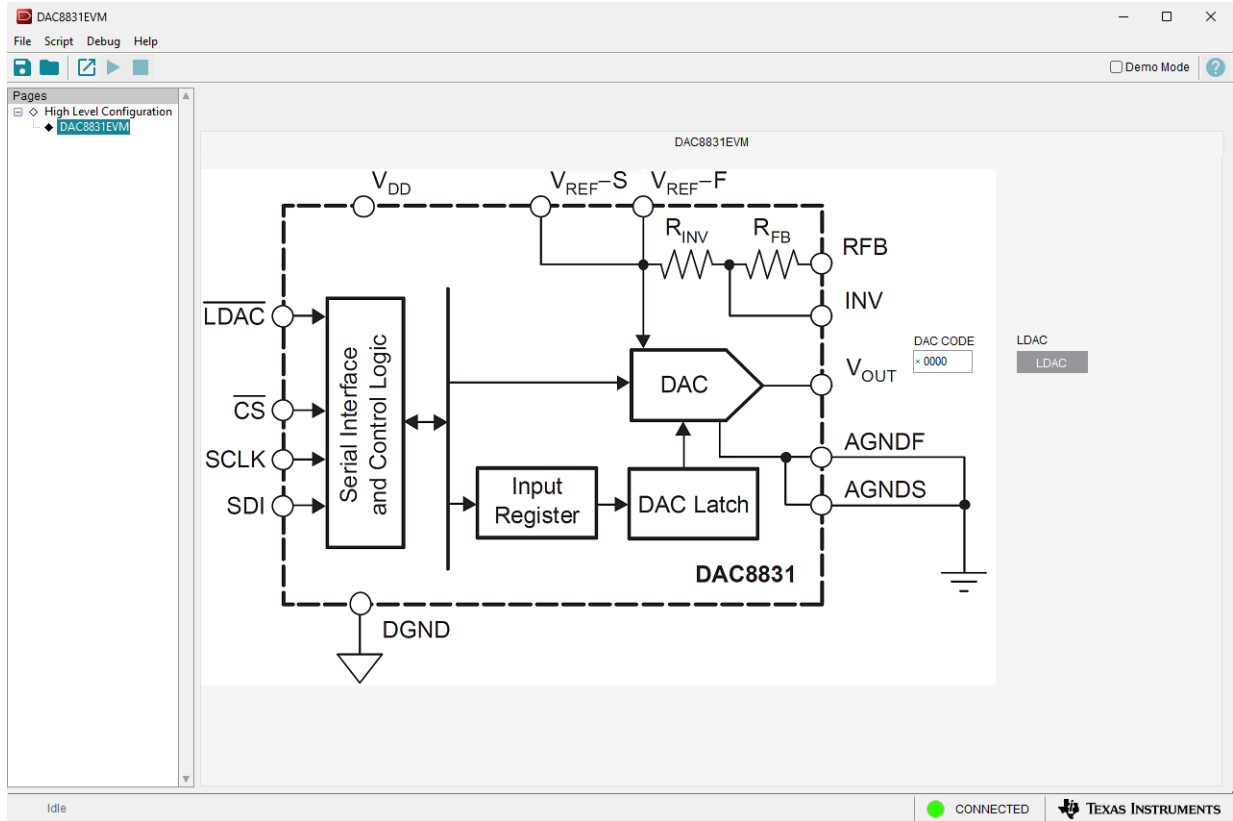 DAC8831EVM
File Script Debug Help
Demo Mode
?
Pages
High Level Configuration
DAC8831EVM
DAC8831EVM
VDD
VREF–S VREF–F
RINV RFB
RFB
INV
LDAC
CS
SCLK
SDI
Serial Interface
and Control Logic
DAC
VOUT
DAC CODE
× 0000
LDAC
LDAC
AGNDF
AGNDS
Input
Register
DAC Latch
DAC8831
DGND
Idle
CONNECTED
TEXAS INSTRUMENTS